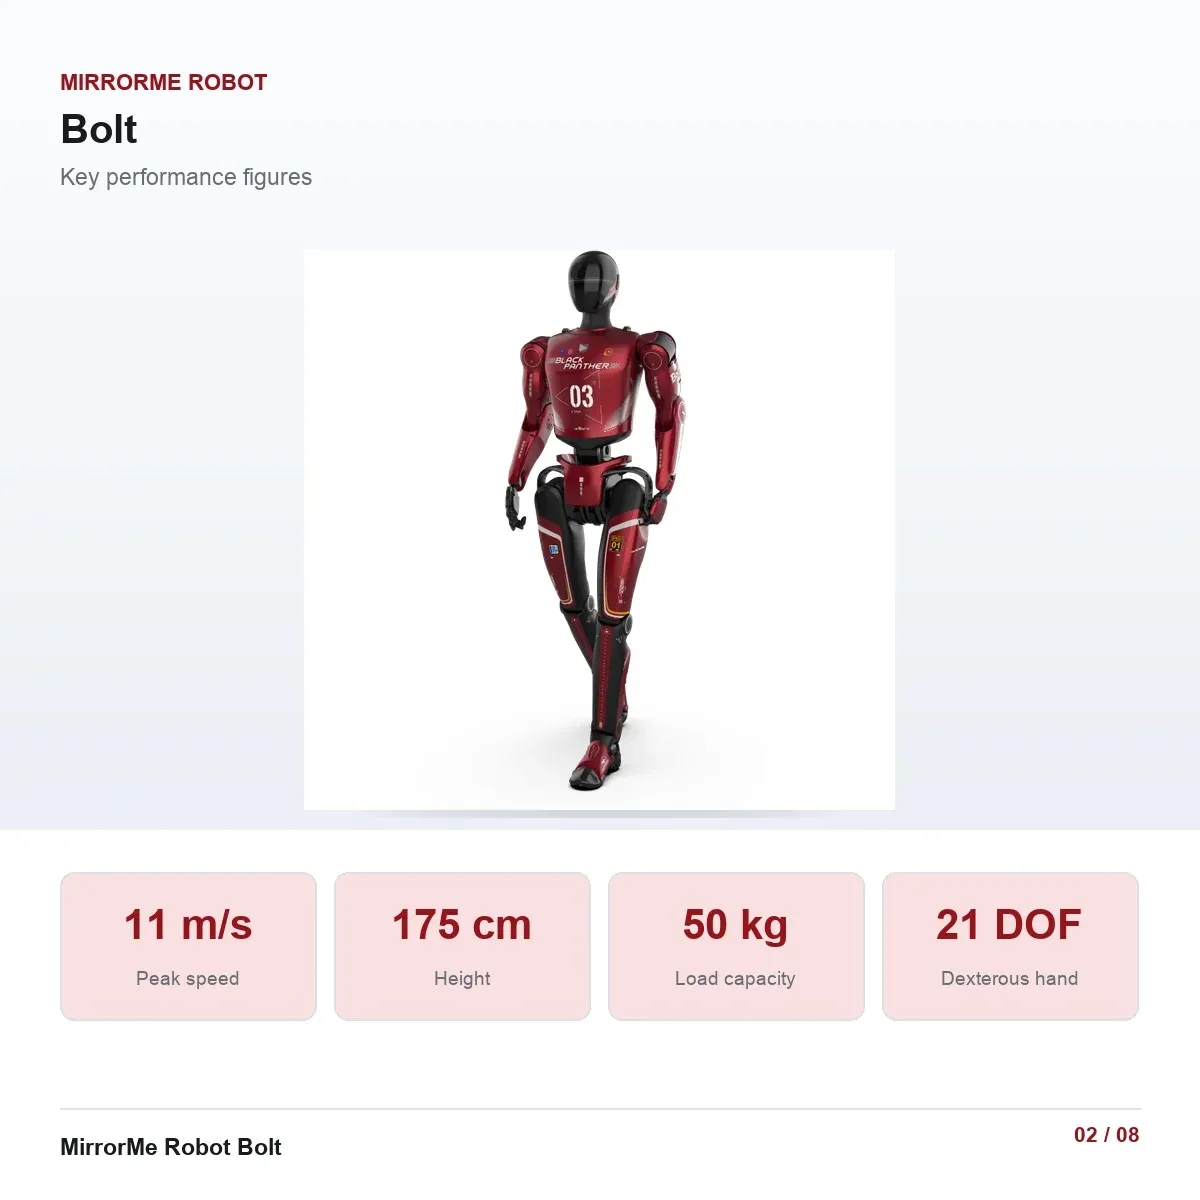 MIRRORME ROBOT
Bolt
Key performance figures
BLACK
PANTHER
03
01
11 m/s
Peak speed
175 cm
Height
50 kg
Load capacity
21 DOF
Dexterous hand
MirrorMe Robot Bolt
02 / 08